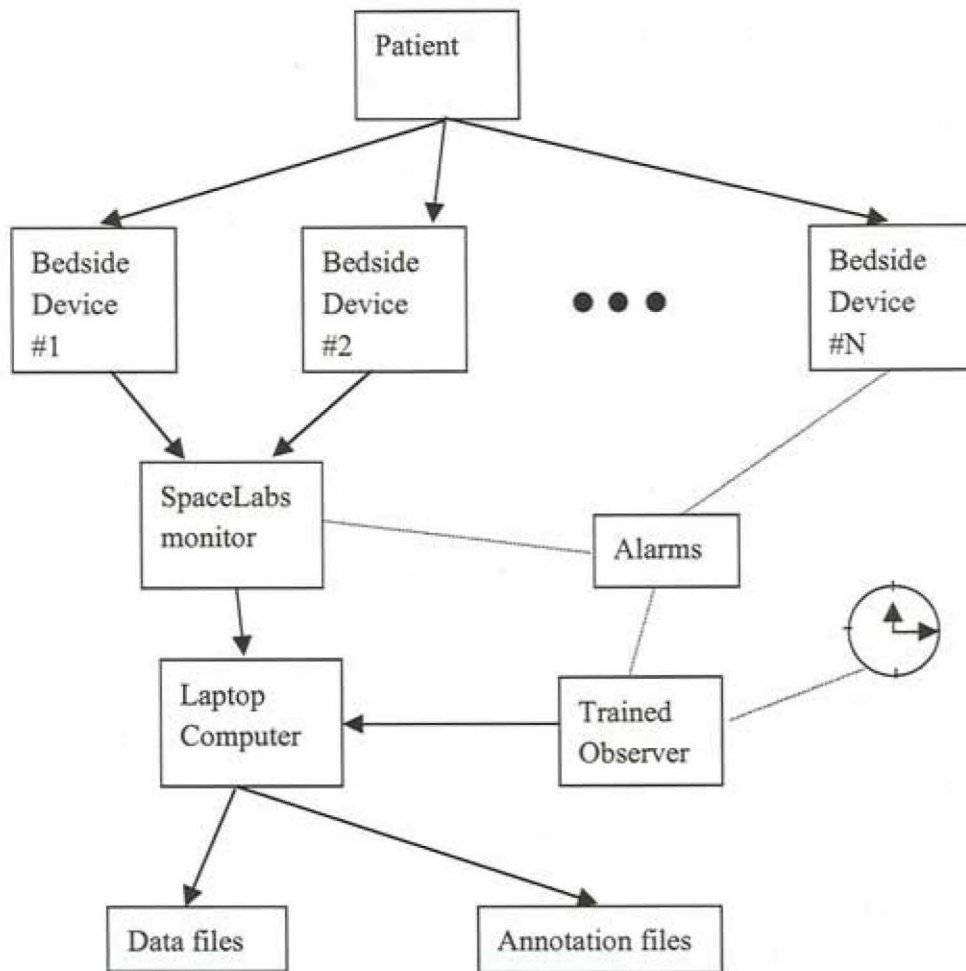 Patient
Bedside
Device
#1
Bedside
Device
#2
Bedside
Device
#N
SpaceLabs
monitor
Alarms
Laptop
Computer
Trained
Observer
Data files
Annotation files